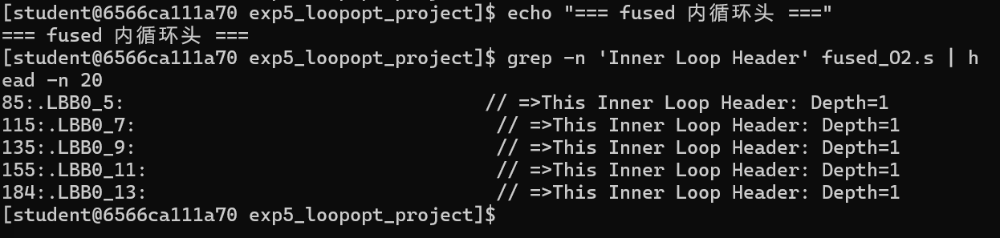 [student@6566ca111a70 exp5_loopopt_project]$ echo "=== fused 内循环头 ==="
=== fused 内循环头 ===
[student@6566ca111a70 exp5_loopopt_project]$ grep -n 'Inner Loop Header' fused_O2.s | h
ead -n 20
85:.LBB0_5:                                // =>This Inner Loop Header: Depth=1
115:.LBB0_7:                                // =>This Inner Loop Header: Depth=1
135:.LBB0_9:                                // =>This Inner Loop Header: Depth=1
155:.LBB0_11:                               // =>This Inner Loop Header: Depth=1
184:.LBB0_13:                               // =>This Inner Loop Header: Depth=1
[student@6566ca111a70 exp5_loopopt_project]$